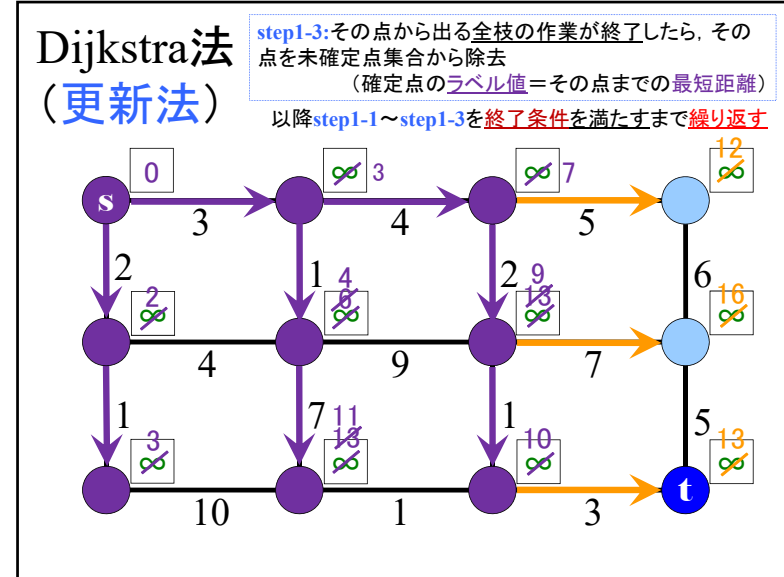 Dijkstra法
（更新法）
step1-3:その点から出る全枝の作業が終了したら，その
点を未確定点集合から除去
（確定点のラベル値＝その点までの最短距離）
以降step1-1～step1-3を終了条件を満たすまで繰り返す
s 0 ∞ 3 ∞ 7 12 ∞
3 4 5
2 1 2 6
2 ∞ 4 6 ∞ 9 13 ∞ 16 ∞
4 9 7
1 7 1 5
3 ∞ 11 13 ∞ 10 ∞ 13 ∞
t
10 1 3